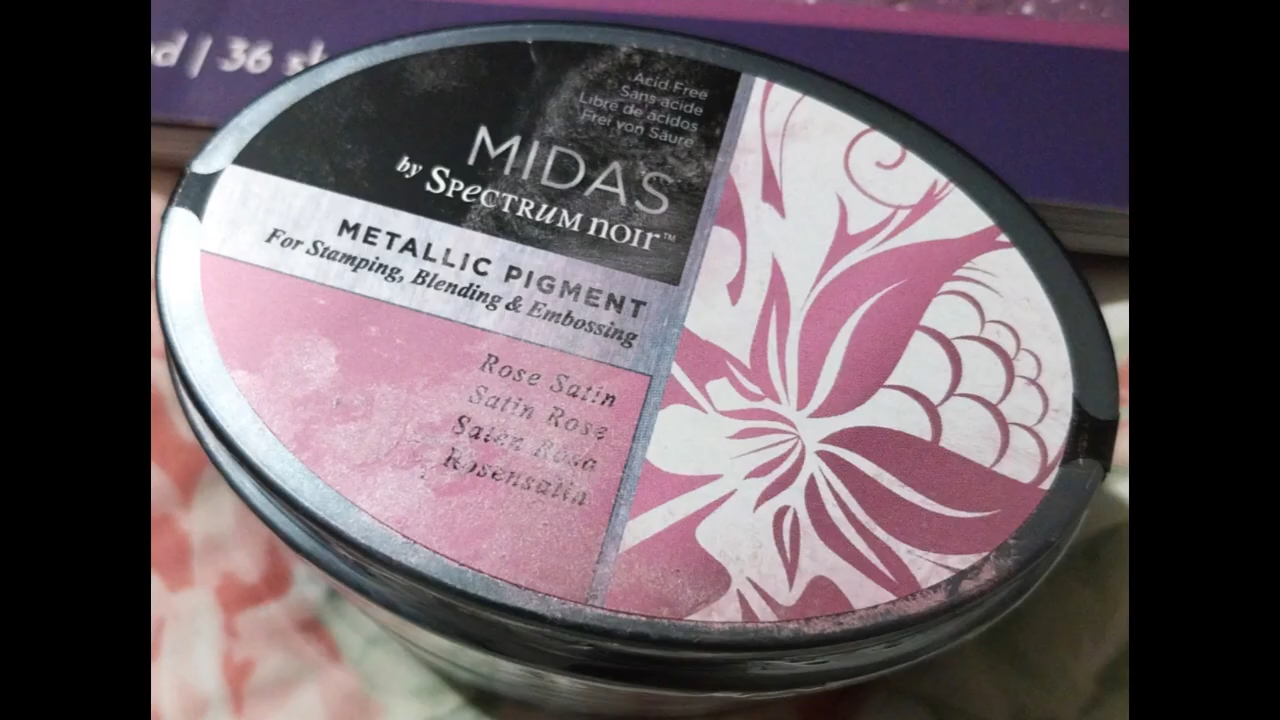 | 36
Acid Free
Sans acide
Libre de ácidos
Frei von Säure
MIDAS
by SPECTRUM NOIR™
METALLIC PIGMENT
For Stamping, Blending & Embossing
Rose Satin
Satin Rose
Satén Rosa
Rosensatin